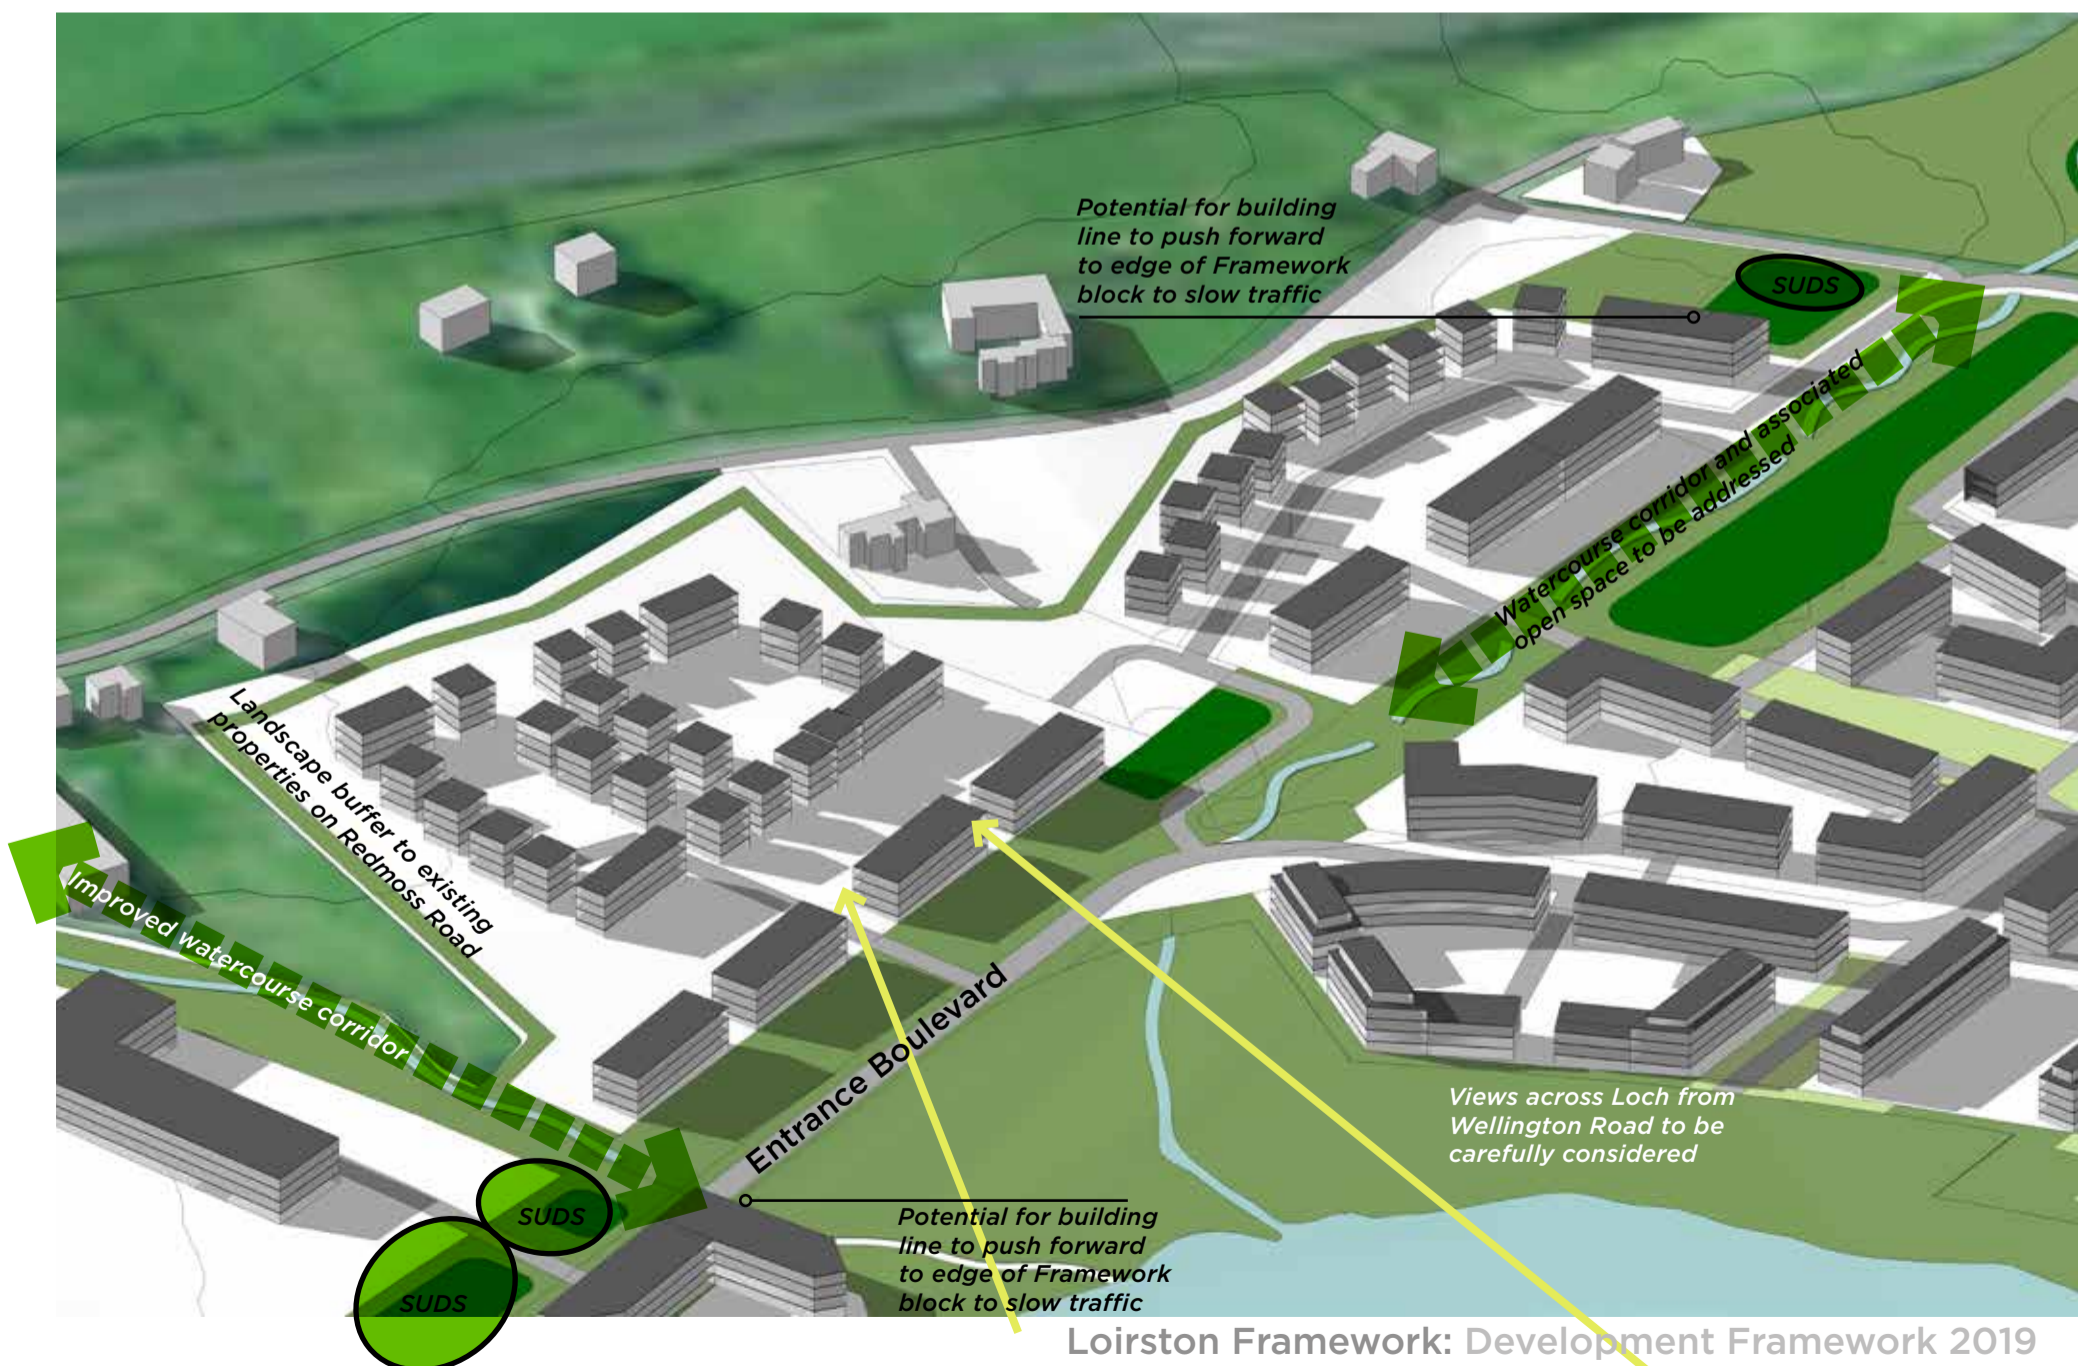 Potential for building
line to push forward
to edge of Framework
block to slow traffic
SUDS
Watercourse corridor and associated
open space to be addressed
Landscape buffer to existing
properties on Redmoss Road
Improved watercourse corridor
Entrance Boulevard
Views across Loch from
Wellington Road to be
carefully considered
SUDS
Potential for building
line to push forward
to edge of Framework
block to slow traffic
SUDS
Loirston Framework: Development Framework 2019